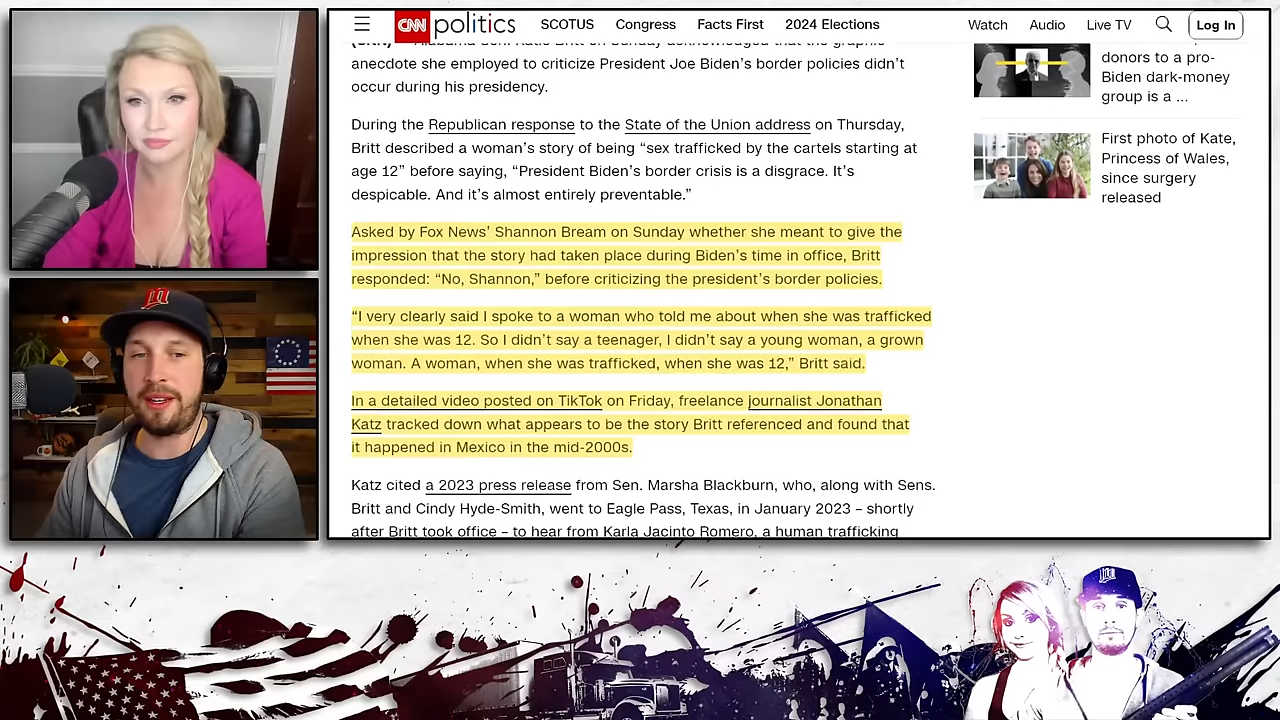 CNN politics SCOTUS Congress Facts First 2024 Elections Watch Audio Live TV Log In
anecdote she employed to criticize President Joe Biden's border policies didn't
occur during his presidency.
During the Republican response to the State of the Union address on Thursday,
Britt described a woman's story of being “sex trafficked by the cartels starting at
age 12” before saying, “President Biden's border crisis is a disgrace. It's
despicable. And it's almost entirely preventable.”
Asked by Fox News' Shannon Bream on Sunday whether she meant to give the
impression that the story had taken place during Biden's time in office, Britt
responded: “No, Shannon,” before criticizing the president's border policies.
“I very clearly said I spoke to a woman who told me about when she was trafficked
when she was 12. So I didn't say a teenager, I didn't say a young woman, a grown
woman. A woman, when she was trafficked, when she was 12,” Britt said.
In a detailed video posted on TikTok on Friday, freelance journalist Jonathan
Katz tracked down what appears to be the story Britt referenced and found that
it happened in Mexico in the mid-2000s.
Katz cited a 2023 press release from Sen. Marsha Blackburn, who, along with Sens.
Britt and Cindy Hyde-Smith, went to Eagle Pass, Texas, in January 2023 – shortly
after Britt took office – to hear from Karla Jacinto Romero, a human trafficking
donors to a pro-
Biden dark-money
group is a ...
First photo of Kate,
Princess of Wales,
since surgery
released